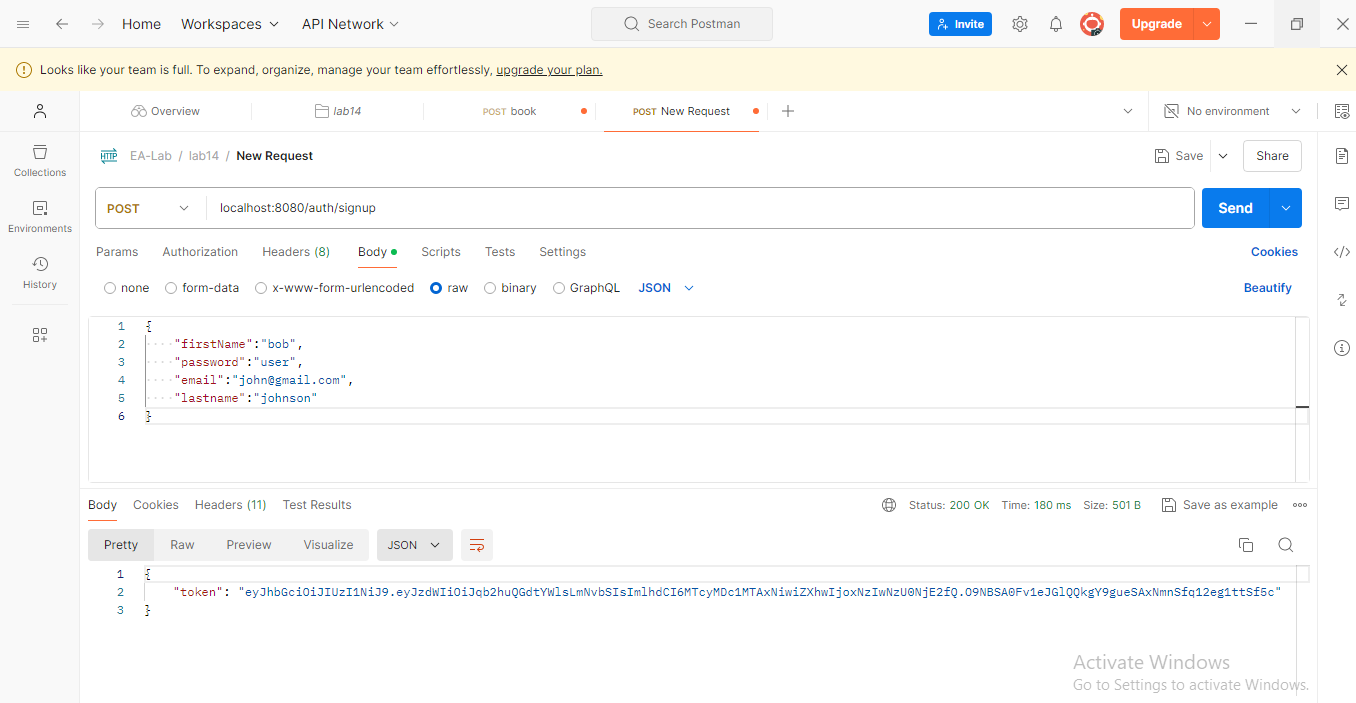 Home Workspaces API Network Search Postman Invite Upgrade
Looks like your team is full. To expand, organize, manage your team effortlessly, upgrade your plan.
Overview lab14 POST book POST New Request No environment
HTTP EA-Lab / lab14 / New Request Save Share
Collections
Environments
History
POST localhost:8080/auth/signup Send
Params Authorization Headers (8) Body Scripts Tests Settings Cookies
none form-data x-www-form-urlencoded raw binary GraphQL JSON Beautify
1 {
2 "firstName":"bob",
3 "password":"user",
4 "email":"john@gmail.com",
5 "lastname":"johnson"
6 }
Body Cookies Headers (11) Test Results Status: 200 OK Time: 180 ms Size: 501 B Save as example
Pretty Raw Preview Visualize JSON
1 {
2 "token": "eyJhbGciOiJIUzI1NiJ9.eyJzdWIiOiJqb2huQGdtYWlsLmNvbSIsImlhdCI6MTcyMDc1MTAxNiwiZXhwIjoxNzIwNzU0NjE2fQ.O9NBSA0Fv1eJGlQQkgY9gueSAxNmnSfq12eg1ttSf5c"
3 }
Activate Windows
Go to Settings to activate Windows.